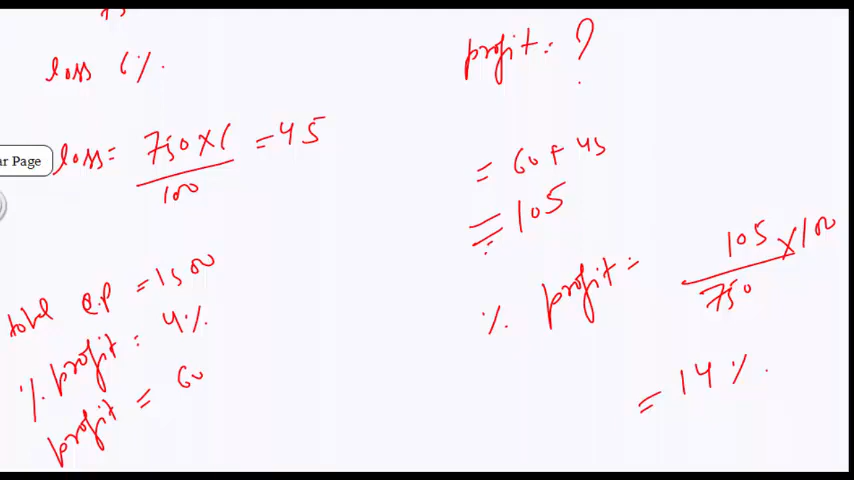 loss 6%.
loss = 750 × 6 / 100 = 45
ar Page
total C.P = 1500
% profit = 4%
profit = 60
profit = ?
= 60 + 45
= 105
% profit = 105 × 100 / 750
= 14%